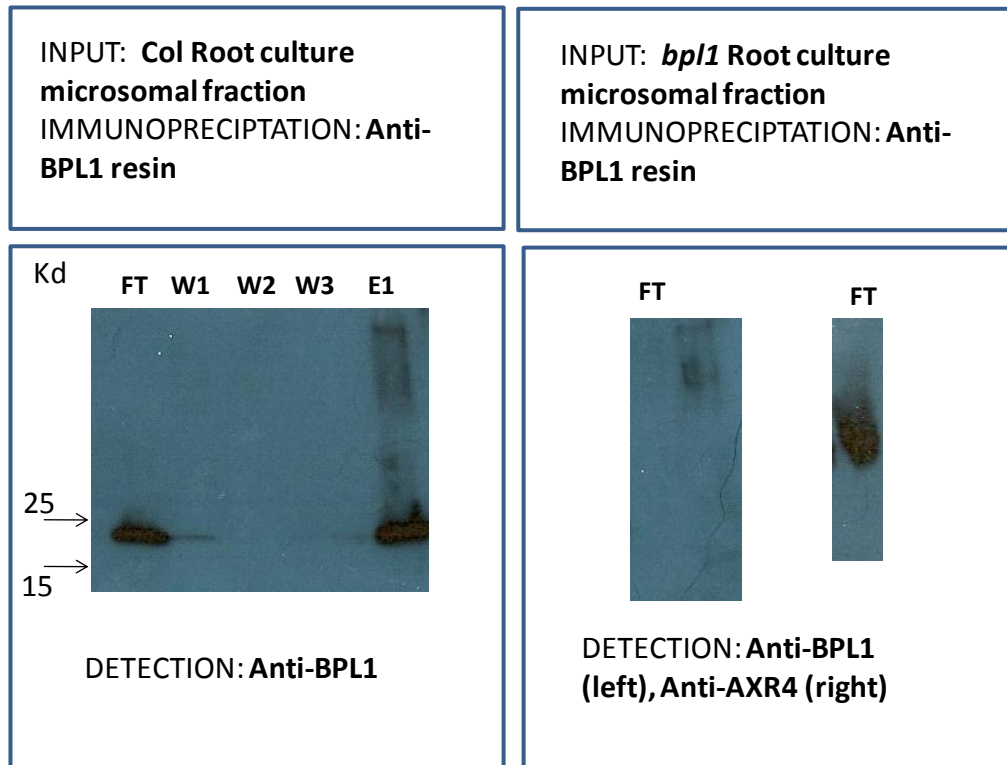 INPUT: Col Root culture
microsomal fraction
IMMUNOPRECIPTATION: Anti-
BPL1 resin
INPUT: bpl1 Root culture
microsomal fraction
IMMUNOPRECIPTATION: Anti-
BPL1 resin
Kd
FT W1 W2 W3 E1
25
15
DETECTION: Anti-BPL1
FT FT
DETECTION: Anti-BPL1
(left), Anti-AXR4 (right)